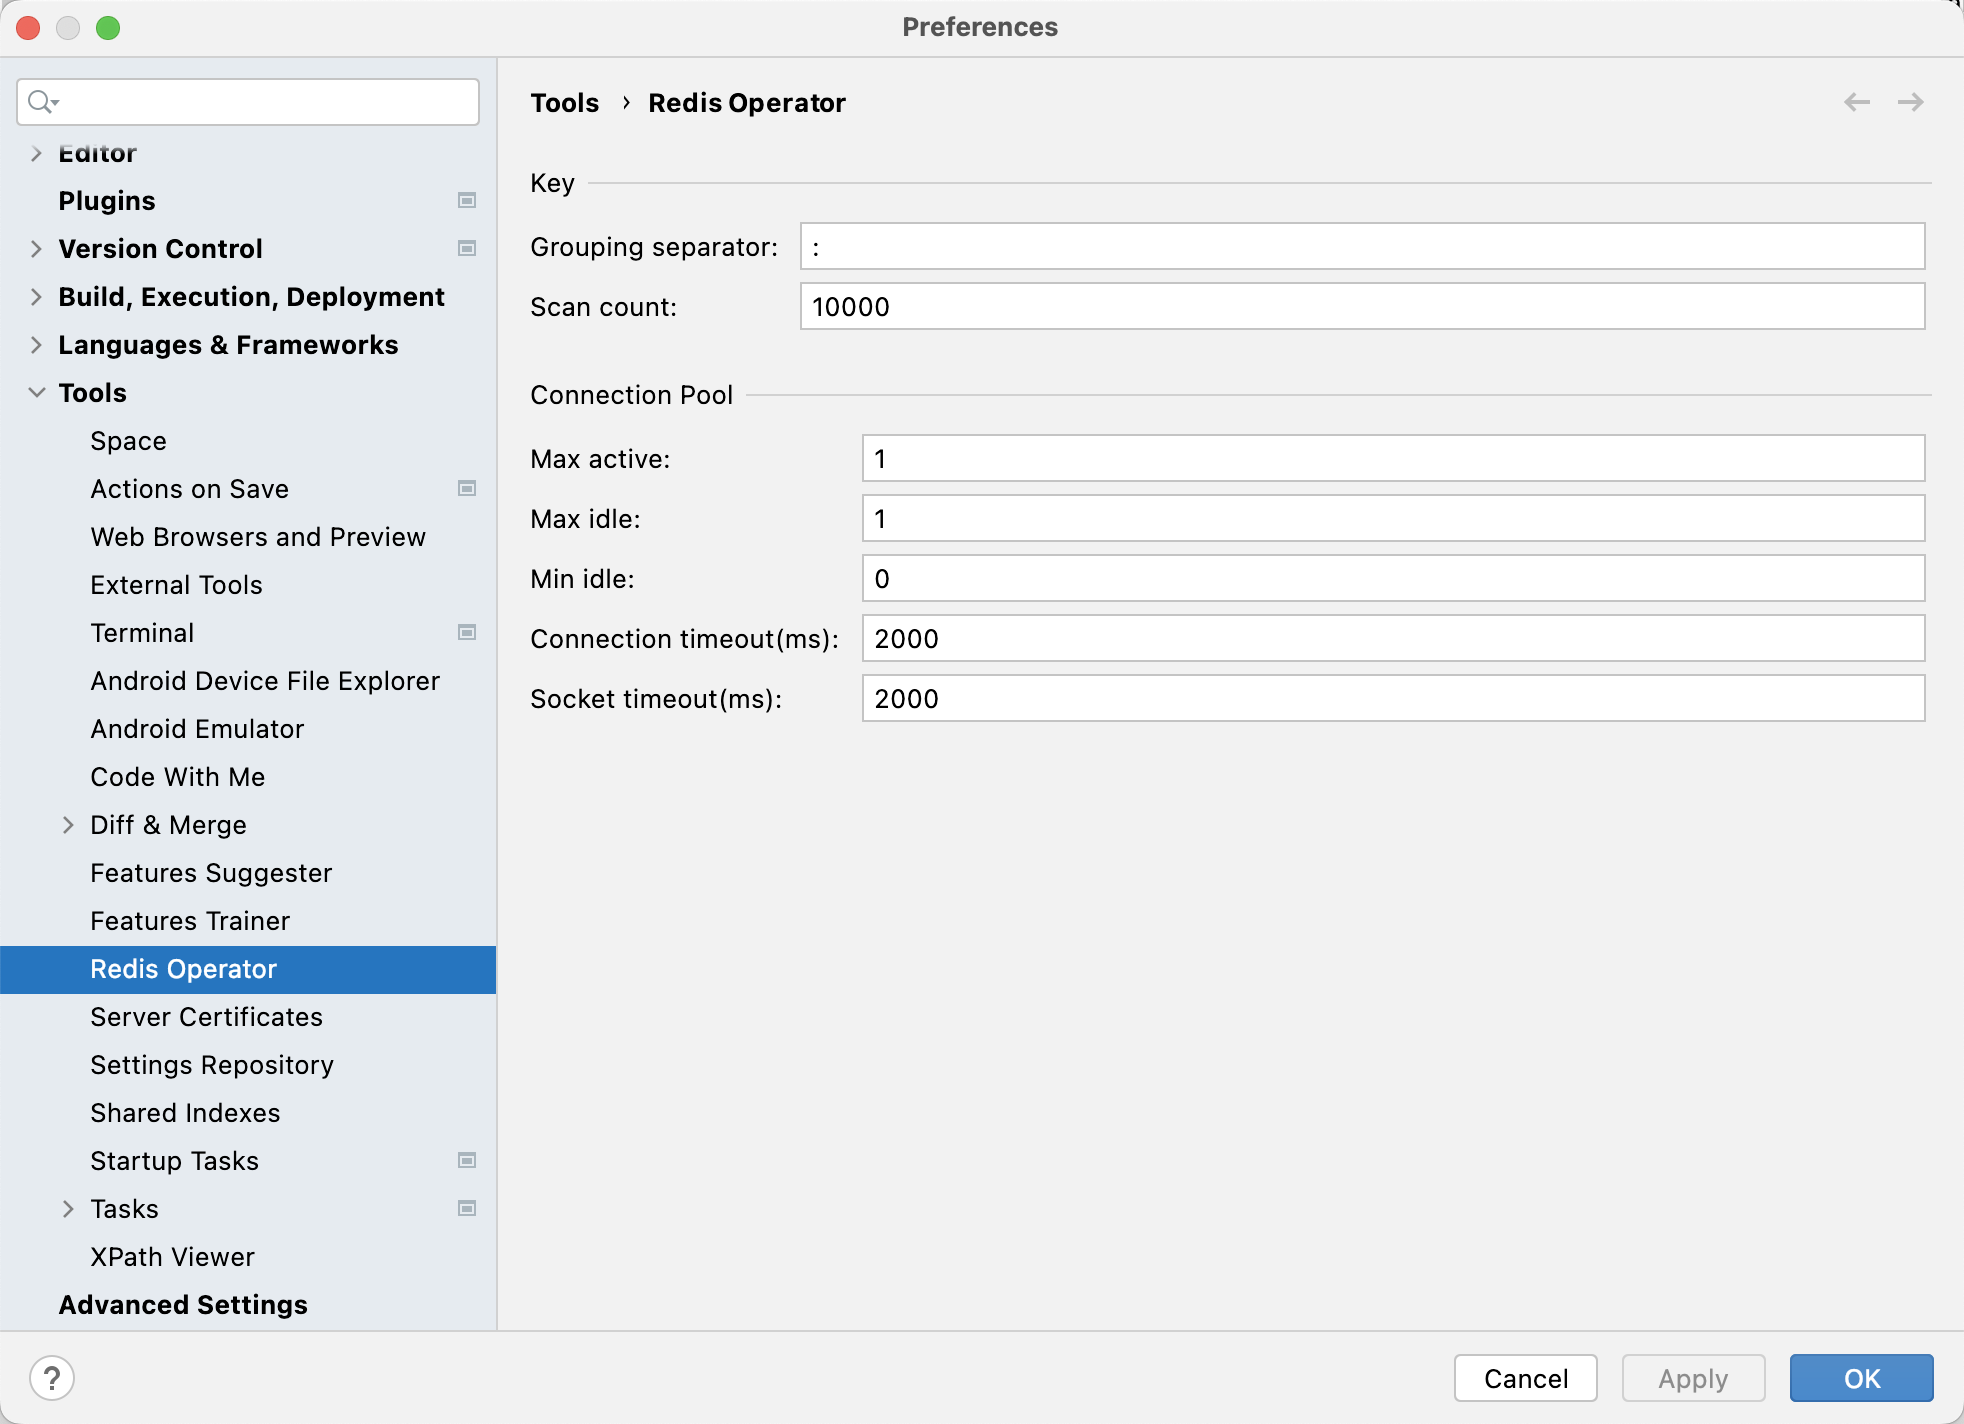 Preferences
Editor
Plugins
Version Control
Build, Execution, Deployment
Languages & Frameworks
Tools
Space
Actions on Save
Web Browsers and Preview
External Tools
Terminal
Android Device File Explorer
Android Emulator
Code With Me
Diff & Merge
Features Suggester
Features Trainer
Redis Operator
Server Certificates
Settings Repository
Shared Indexes
Startup Tasks
Tasks
XPath Viewer
Advanced Settings
Tools › Redis Operator
Key
Grouping separator: :
Scan count: 10000
Connection Pool
Max active: 1
Max idle: 1
Min idle: 0
Connection timeout(ms): 2000
Socket timeout(ms): 2000
?
Cancel
Apply
OK